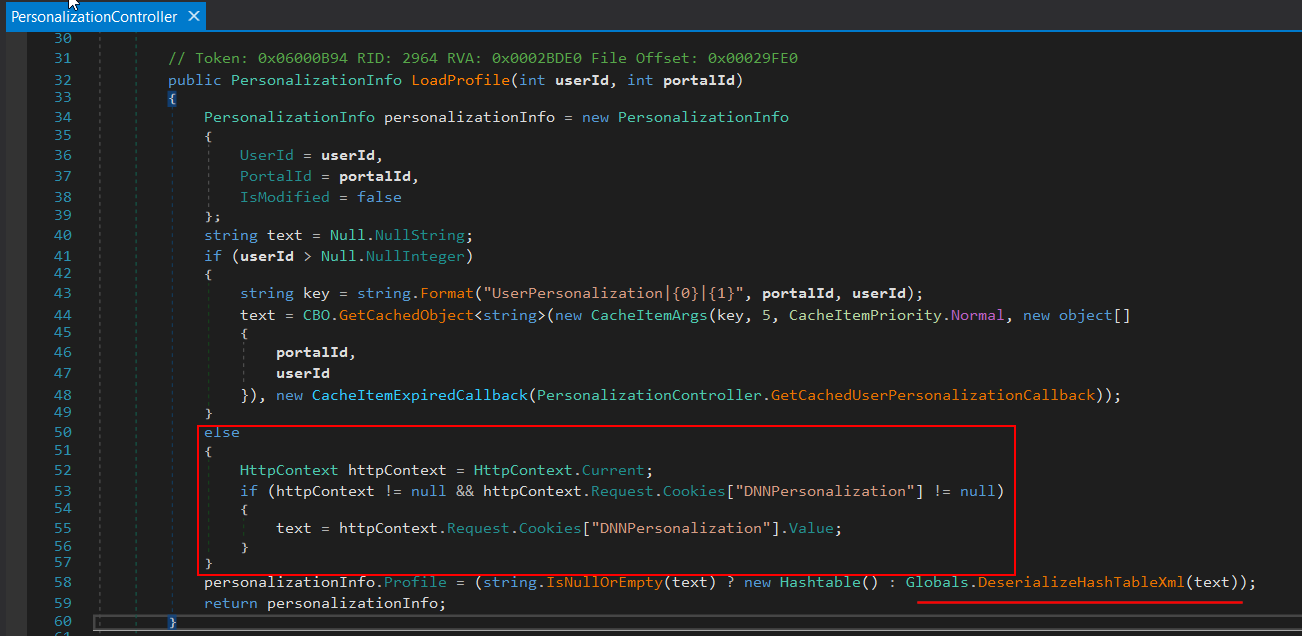 PersonalizationController ✕
30
31 // Token: 0x06000B94 RID: 2964 RVA: 0x0002BDE0 File Offset: 0x00029FE0
32 public PersonalizationInfo LoadProfile(int userId, int portalId)
33 {
34 PersonalizationInfo personalizationInfo = new PersonalizationInfo
35 {
36 UserId = userId,
37 PortalId = portalId,
38 IsModified = false
39 };
40 string text = Null.NullString;
41 if (userId > Null.NullInteger)
42 {
43 string key = string.Format("UserPersonalization|{0}|{1}", portalId, userId);
44 text = CBO.GetCachedObject<string>(new CacheItemArgs(key, 5, CacheItemPriority.Normal, new object[]
45 {
46 portalId,
47 userId
48 }), new CacheItemExpiredCallback(PersonalizationController.GetCachedUserPersonalizationCallback));
49 }
50 else
51 {
52 HttpContext httpContext = HttpContext.Current;
53 if (httpContext != null && httpContext.Request.Cookies["DNNPersonalization"] != null)
54 {
55 text = httpContext.Request.Cookies["DNNPersonalization"].Value;
56 }
57 }
58 personalizationInfo.Profile = (string.IsNullOrEmpty(text) ? new Hashtable() : Globals.DeserializeHashTableXml(text));
59 return personalizationInfo;
60 }
61